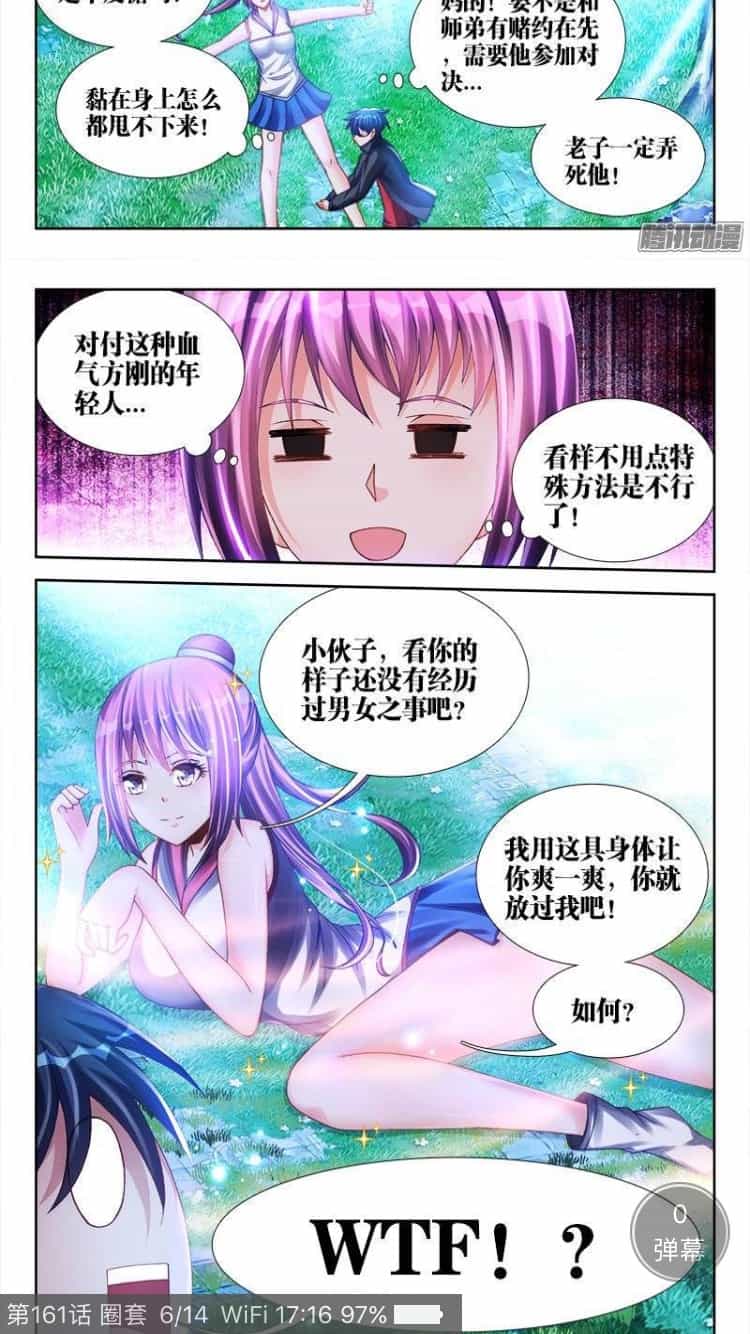 妈的！要不是和
师弟有赌约在先
，需要他参加对
决...
黏在身上怎么
都甩不下来！
老子一定弄
死他！
腾讯动漫
对付这种血
气方刚的年
轻人...
看样不用点特
殊方法是不行
了！
小伙子，看你的
样子还没有经历
过男女之事吧？
我用这具身体让
你爽一爽，你就
放过我吧！
如何？
WTF！？
0
弹幕
第161话 圈套 6/14 WiFi 17:16 97%